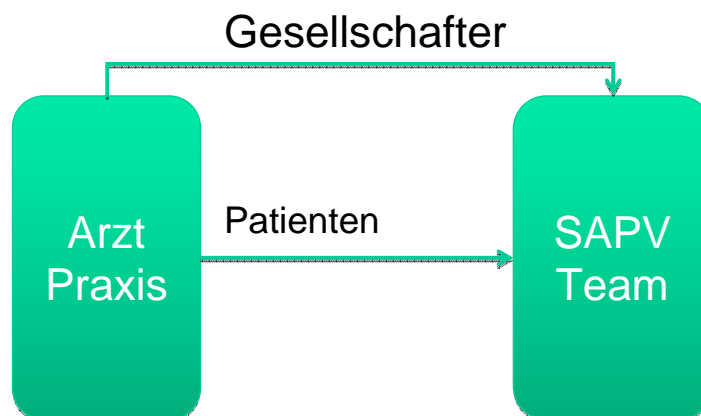 Gesellschafter
Patienten
Arzt
Praxis
SAPV
Team